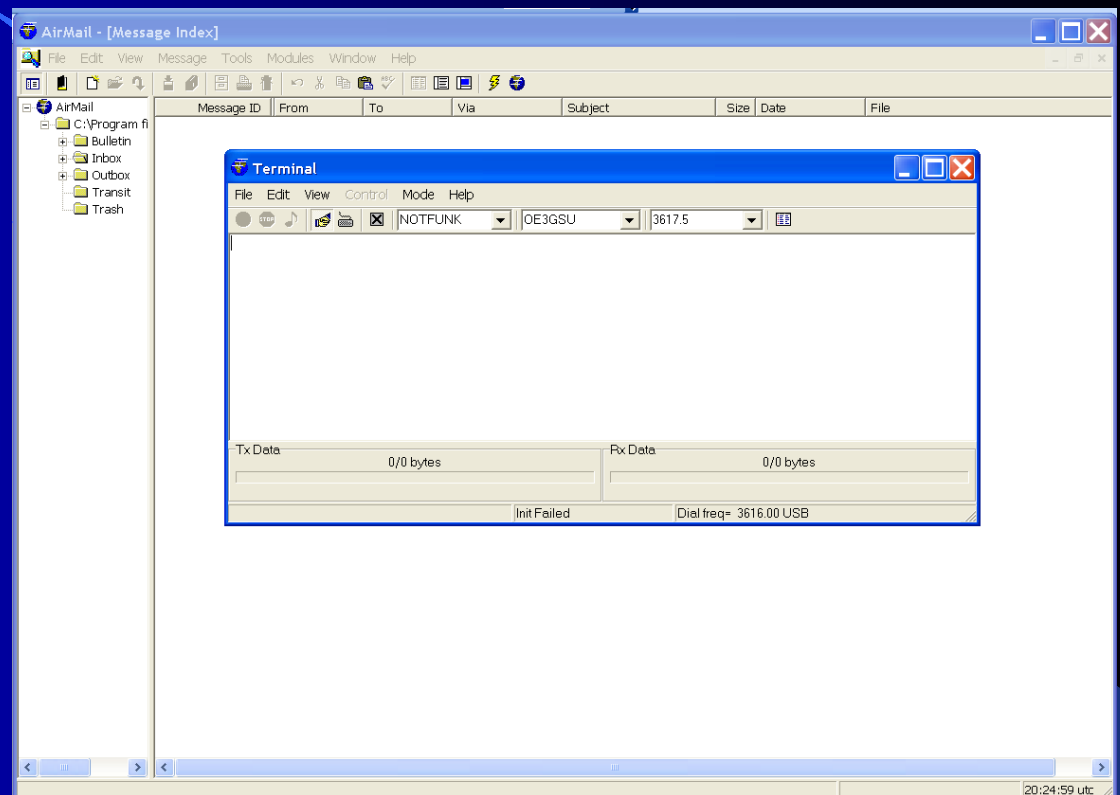 AirMail - [Message Index]
File Edit View Message Tools Modules Window Help
AirMail
C:\Program fi
Bulletin
Inbox
Outbox
Transit
Trash
Message ID From To Via Subject Size Date File
Terminal
File Edit View Control Mode Help
STOP NOTFUNK OE3GSU 3617.5
Tx Data
0/0 bytes
Rx Data
0/0 bytes
Init Failed
Dial freq= 3616.00 USB
20:24:59 utc